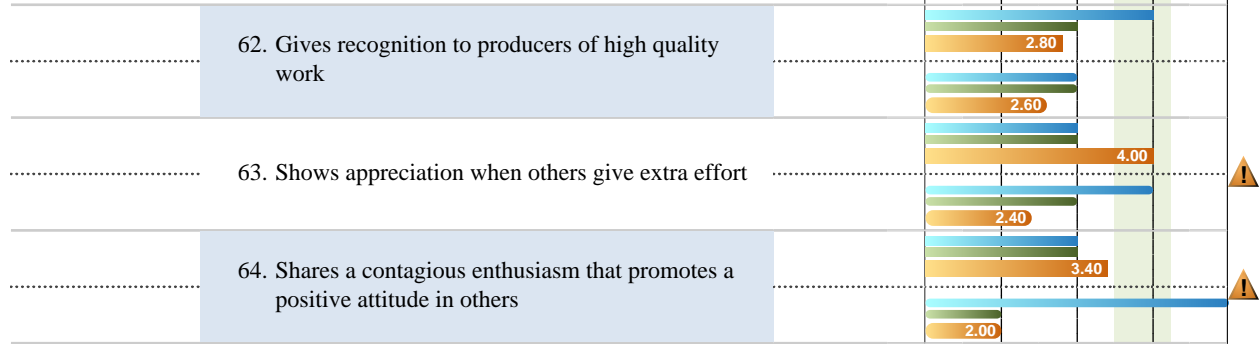 62. Gives recognition to producers of high quality
work
2.80
2.60
63. Shows appreciation when others give extra effort
4.00
!
2.40
64. Shares a contagious enthusiasm that promotes a
positive attitude in others
3.40
!
2.00